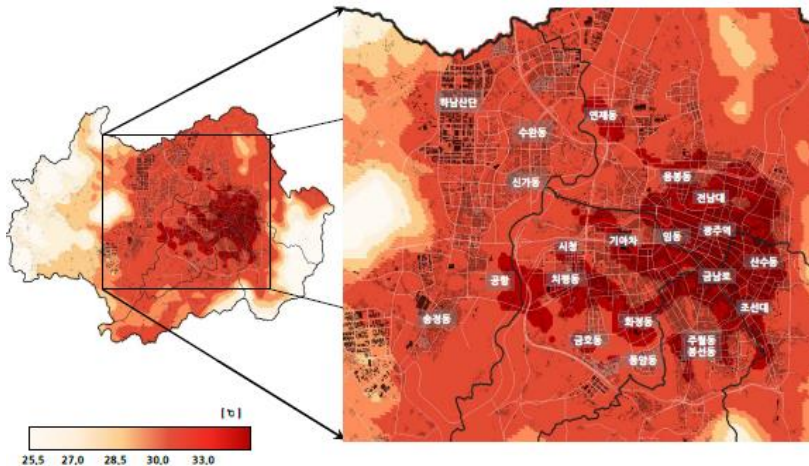 하남산단
연제동
수완동
용봉동
신가동
전남대
광주역
임동
기아차
시청
산수동
금남로
공항
치평동
조선대
송정동
화정동
금호동
주월동
봉선동
풍암동
[℃]
25,5 27,0 28,5 30,0 33,0